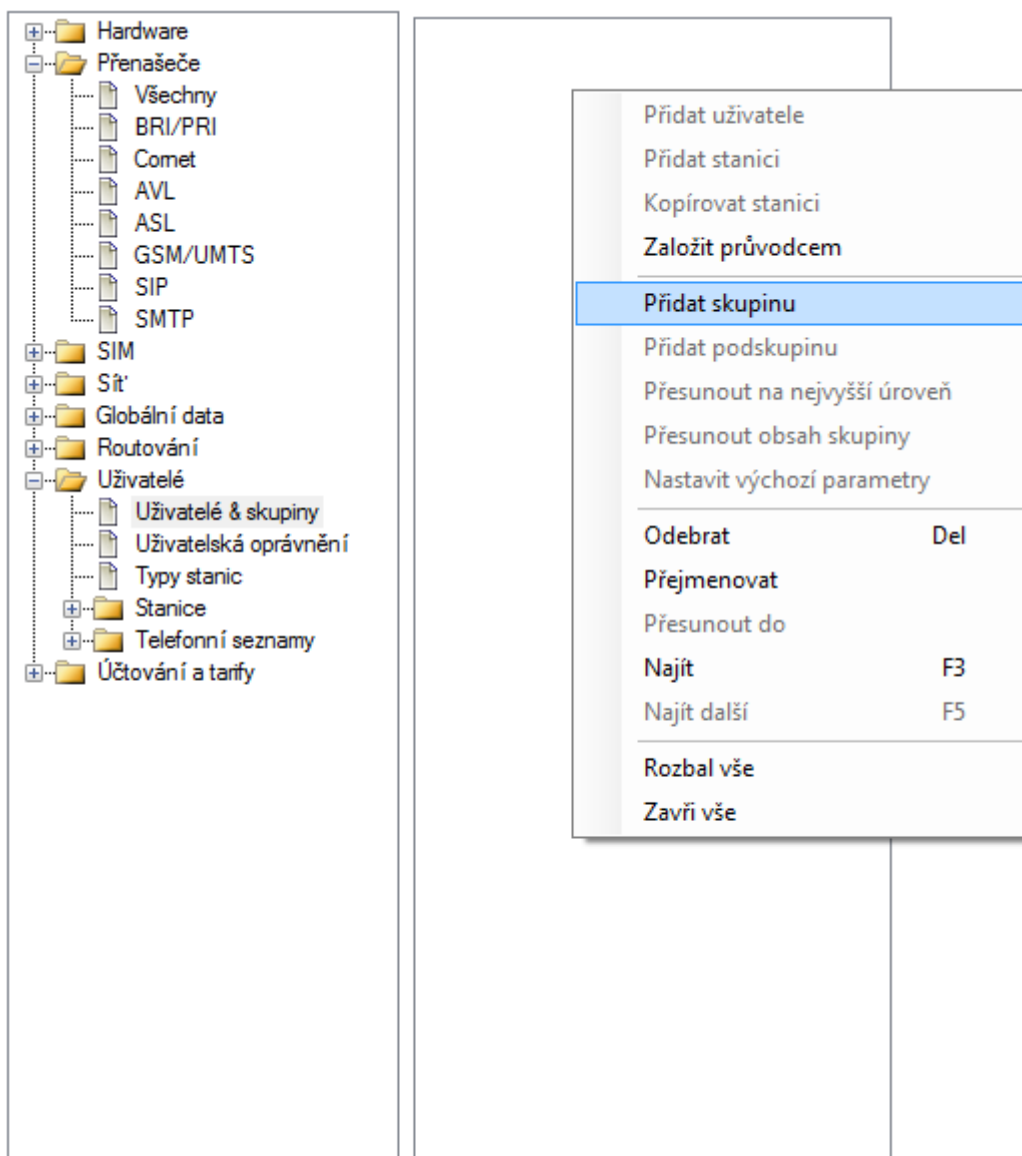 Hardware
Přenašeče
Všechny
BRI/PRI
Comet
AVL
ASL
GSM/UMTS
SIP
SMTP
SIM
Síť
Globální data
Routování
Uživatelé
Uživatelé & skupiny
Uživatelská oprávnění
Typy stanic
Stanice
Telefonní seznamy
Účtování a tarify
Přidat uživatele
Přidat stanici
Kopírovat stanici
Založit průvodcem
Přidat skupinu
Přidat podskupinu
Přesunout na nejvyšší úroveň
Přesunout obsah skupiny
Nastavit výchozí parametry
Odebrat Del
Přejmenovat
Přesunout do
Najít F3
Najít další F5
Rozbal vše
Zavři vše